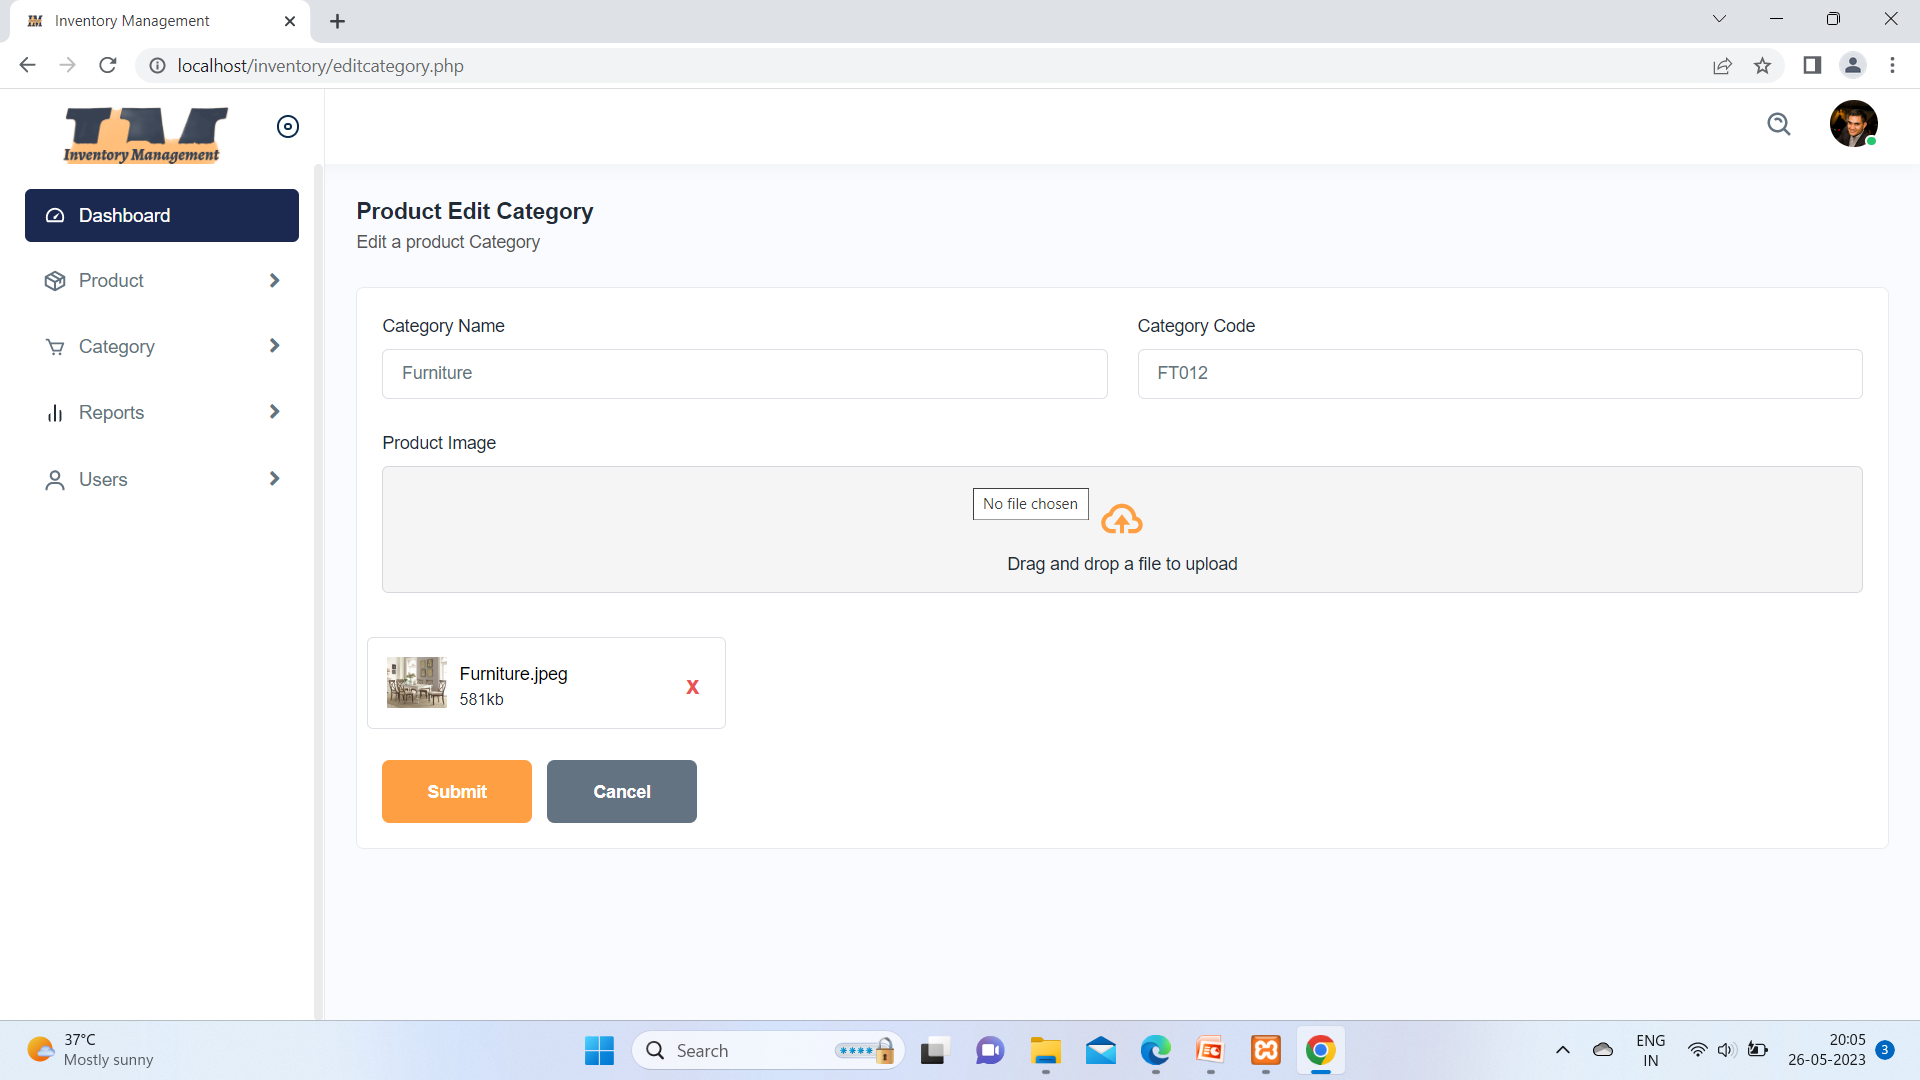 Inventory Management
localhost/inventory/editcategory.php
Inventory Management
Dashboard
Product
Category
Reports
Users
Product Edit Category
Edit a product Category
Category Name
Category Code
Furniture
FT012
Product Image
No file chosen
Drag and drop a file to upload
Furniture.jpeg
581kb
X
Submit
Cancel
37°C
Mostly sunny
Search
ENG
IN
20:05
26-05-2023
3